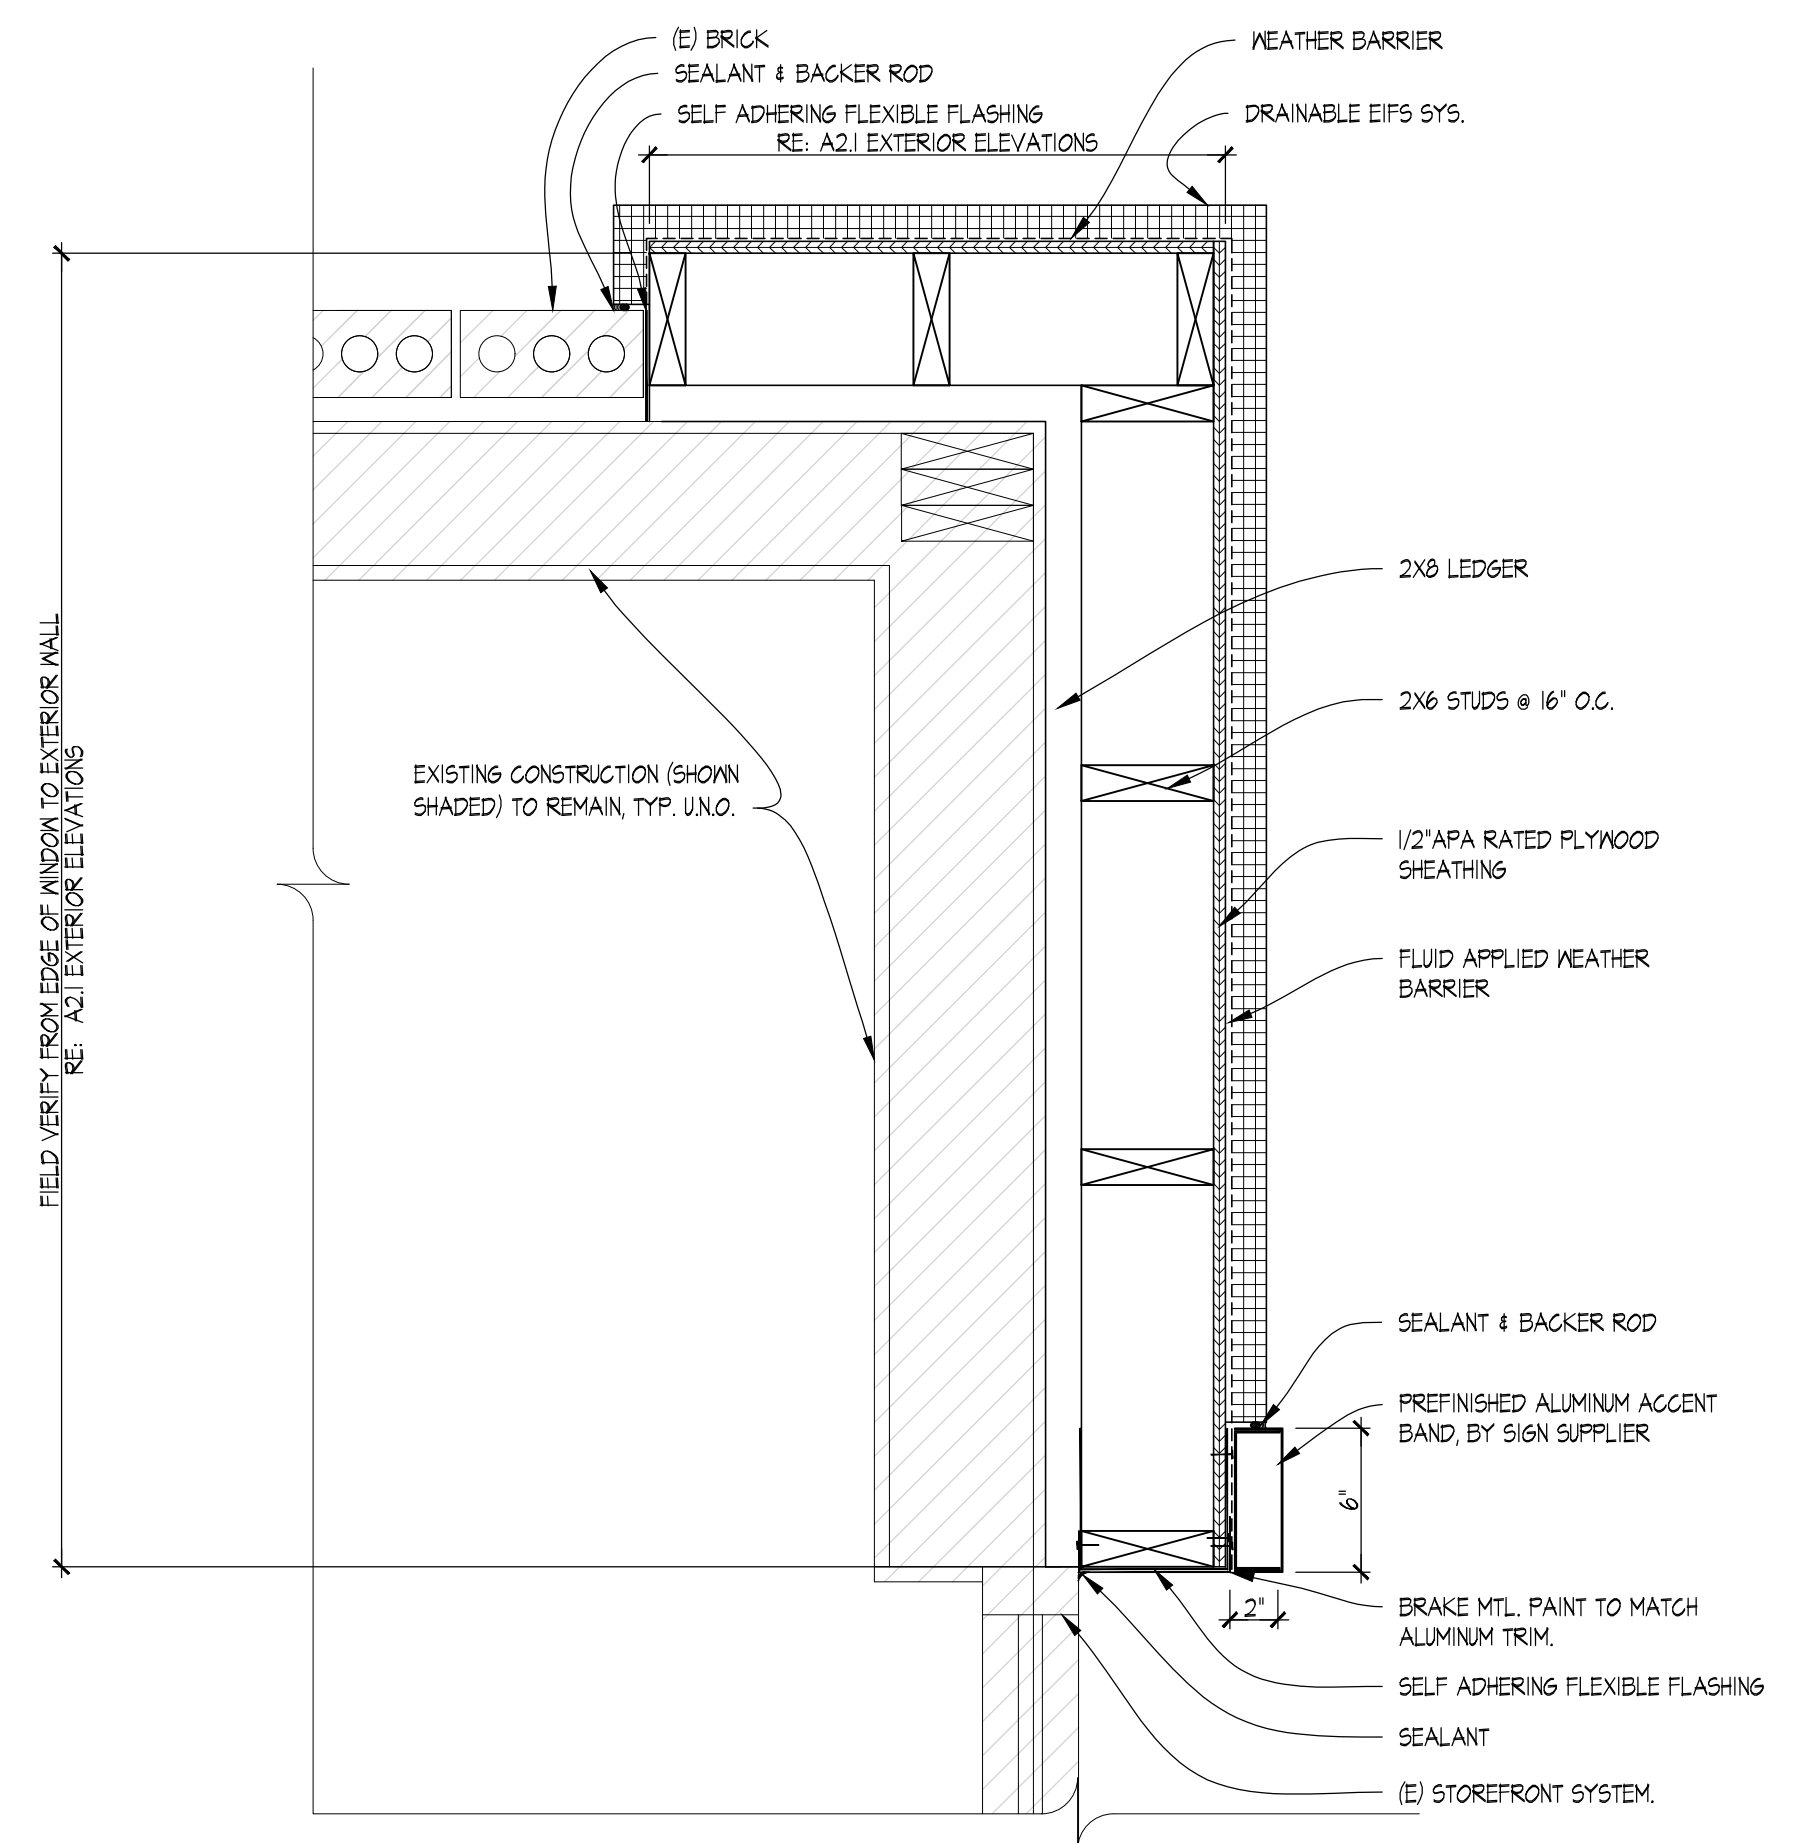 (E) BRICK
SEALANT & BACKER ROD
SELF ADHERING FLEXIBLE FLASHING
RE: A2.1 EXTERIOR ELEVATIONS
WEATHER BARRIER
DRAINABLE EIFS SYS.
2X8 LEDGER
2X6 STUDS @ 16" O.C.
FIELD VERIFY FROM EDGE OF WINDOW TO EXTERIOR WALL
RE: A2.1 EXTERIOR ELEVATIONS
EXISTING CONSTRUCTION (SHOWN
SHADED) TO REMAIN, TYP. U.N.O.
1/2"APA RATED PLYWOOD
SHEATHING
FLUID APPLIED WEATHER
BARRIER
SEALANT & BACKER ROD
PREFINISHED ALUMINUM ACCENT
BAND, BY SIGN SUPPLIER
6"
2"
BRAKE MTL. PAINT TO MATCH
ALUMINUM TRIM.
SELF ADHERING FLEXIBLE FLASHING
SEALANT
(E) STOREFRONT SYSTEM.